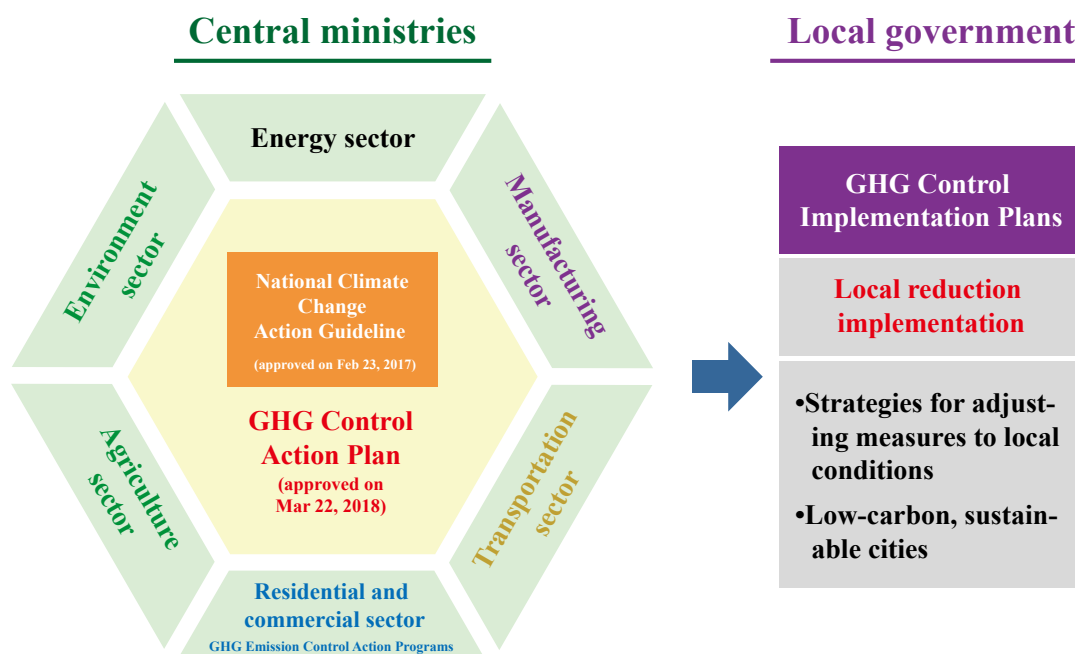 Central ministries
Local government
Energy sector
Environment
sector
Manufacturing
sector
National Climate
Change
Action Guideline
(approved on Feb 23, 2017)
GHG Control
Action Plan
(approved on
Mar 22, 2018)
Agriculture
sector
Transportation
sector
Residential and
commercial sector
GHG Emission Control Action Programs
GHG Control
Implementation Plans
Local reduction
implementation
•Strategies for adjust-
ing measures to local
conditions
•Low-carbon, sustain-
able cities